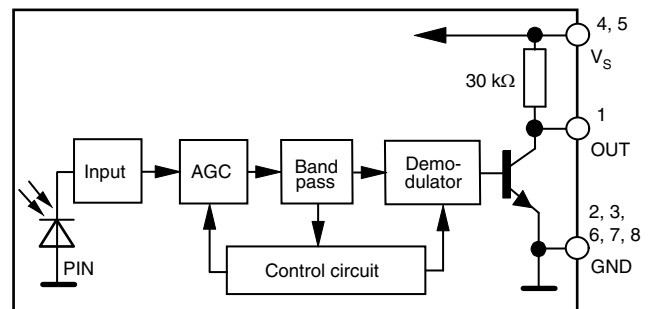 4, 5
V_S
30 kΩ
1
OUT
Input
AGC
Band
pass
Demo-
dulator
2, 3,
6, 7, 8
GND
PIN
Control circuit